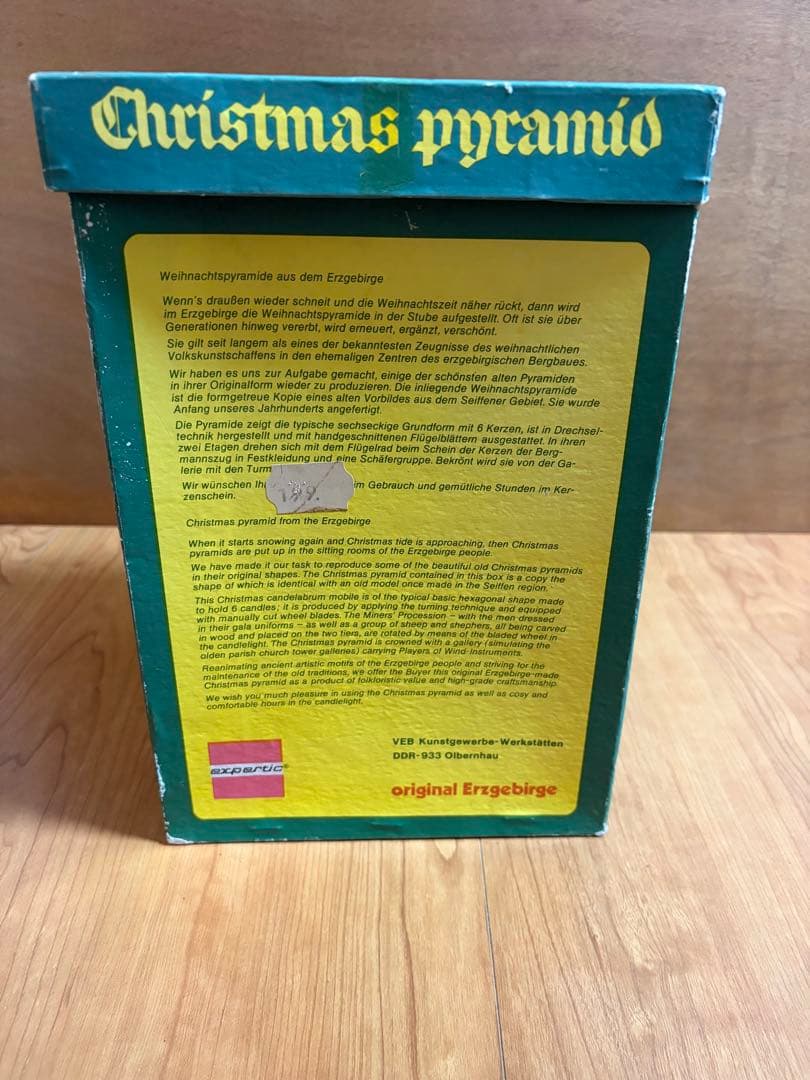 Christmas pyramid
Weihnachtspyramide aus dem Erzgebirge
Wenn's draußen wieder schneit und die Weihnachtszeit näher rückt, dann wird
im Erzgebirge die Weihnachtspyramide in der Stube aufgestellt. Oft ist sie über
Generationen hinweg vererbt, wird erneuert, ergänzt, verschönt.
Sie gilt seit langem als eines der bekanntesten Zeugnisse des weihnachtlichen
Volkskunstschaffens in den ehemaligen Zentren des erzgebirgischen Bergbaues.
Wir haben es uns zur Aufgabe gemacht, einige der schönsten alten Pyramiden
in ihrer Originalform wieder zu produzieren. Die inliegende Weihnachtspyramide
ist die formgetreue Kopie eines alten Vorbildes aus dem Seiffener Gebiet. Sie wurde
Anfang unseres Jahrhunderts angefertigt.
Die Pyramide zeigt die typische sechseckige Grundform mit 6 Kerzen, ist in Drechsel-
technik hergestellt und mit handgeschnittenen Flügelblättern ausgestattet. In ihren
zwei Etagen drehen sich mit dem Flügelrad beim Schein der Kerzen der Berg-
mannszug in Festkleidung und eine Schäfergruppe. Bekrönt wird sie von der Ga-
lerie mit den Turm
Wir wünschen Ih im Gebrauch und gemütliche Stunden im Ker-
zenschein.
Christmas pyramid from the Erzgebirge
When it starts snowing again and Christmas tide is approaching, then Christmas
pyramids are put up in the sitting rooms of the Erzgebirge people.
We have made it our task to reproduce some of the beautiful old Christmas pyramids
in their original shapes. The Christmas pyramid contained in this box is a copy the
shape of which is identical with an old model once made in the Seiffen region.
This Christmas candelabrum mobile is of the typical basic hexagonal shape made
to hold 6 candles; it is produced by applying the turning technique and equipped
with manually cut wheel blades. The Miners' Procession – with the men dressed
in their gala uniforms – as well as a group of sheep and shephers, all being carved
in wood and placed on the two tiers, are rotated by means of the bladed wheel in
the candlelight. The Christmas pyramid is crowned with a gallery (simulating the
olden parish church tower galleries) carrying Players of Wind-Instruments.
Reanimating ancient artistic motifs of the Erzgebirge people and striving for the
maintenance of the old traditions, we offer the Buyer this original Erzgebirge-made
Christmas pyramid as a product of folkloristic value and high-grade craftsmanship.
We wish you much pleasure in using the Christmas pyramid as well as cosy and
comfortable hours in the candlelight.
expertic®
VEB Kunstgewerbe-Werkstätten
DDR-933 Olbernhau
original Erzgebirge